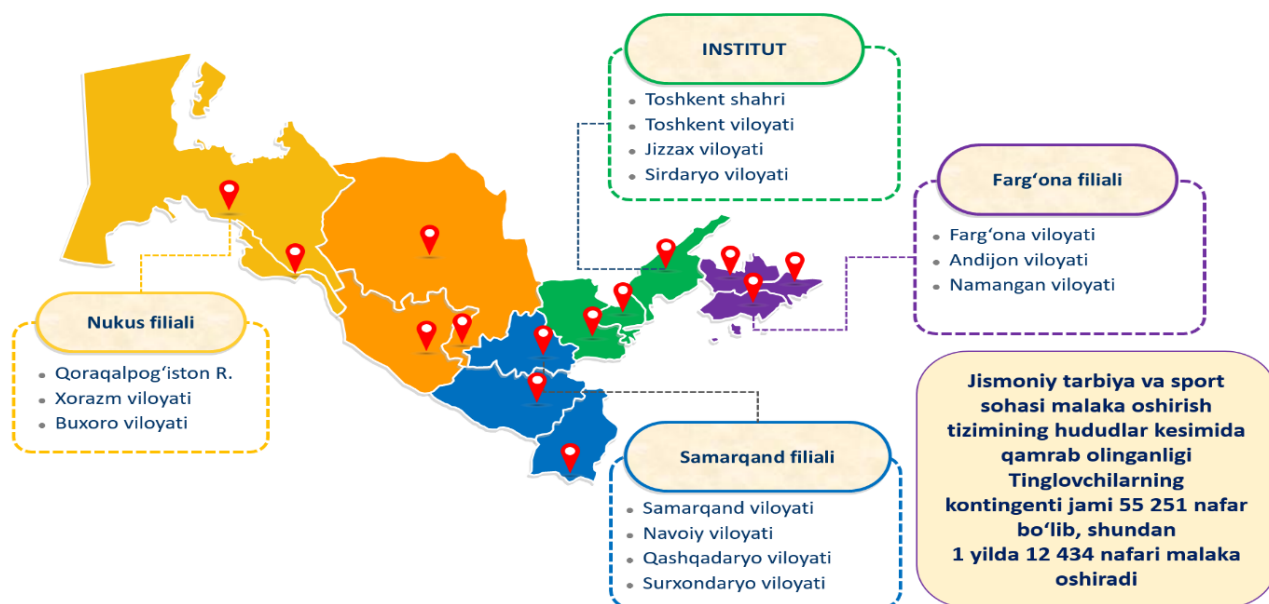 INSTITUT
Toshkent shahri
Toshkent viloyati
Jizzax viloyati
Sirdaryo viloyati
Farg‘ona filiali
Farg‘ona viloyati
Andijon viloyati
Namangan viloyati
Nukus filiali
Qoraqalpog‘iston R.
Xorazm viloyati
Buxoro viloyati
Samarqand filiali
Samarqand viloyati
Navoiy viloyati
Qashqadaryo viloyati
Surxondaryo viloyati
Jismoniy tarbiya va sport
sohasi malaka oshirish
tizimining hududlar kesimida
qamrab olinganligi
Tinglovchilarning
kontingenti jami 55 251 nafar
bo‘lib, shundan
1 yilda 12 434 nafari malaka
oshiradi